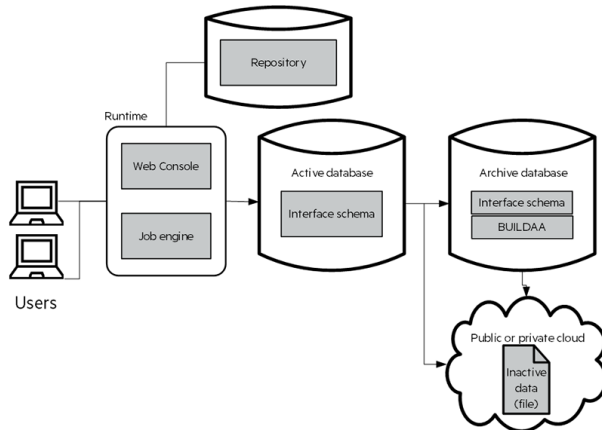 Repository
Runtime
Web Console
Job engine
Users
Active database
Interface schema
Archive database
Interface schema
BUILDAA
Public or private cloud
Inactive
data
(file)